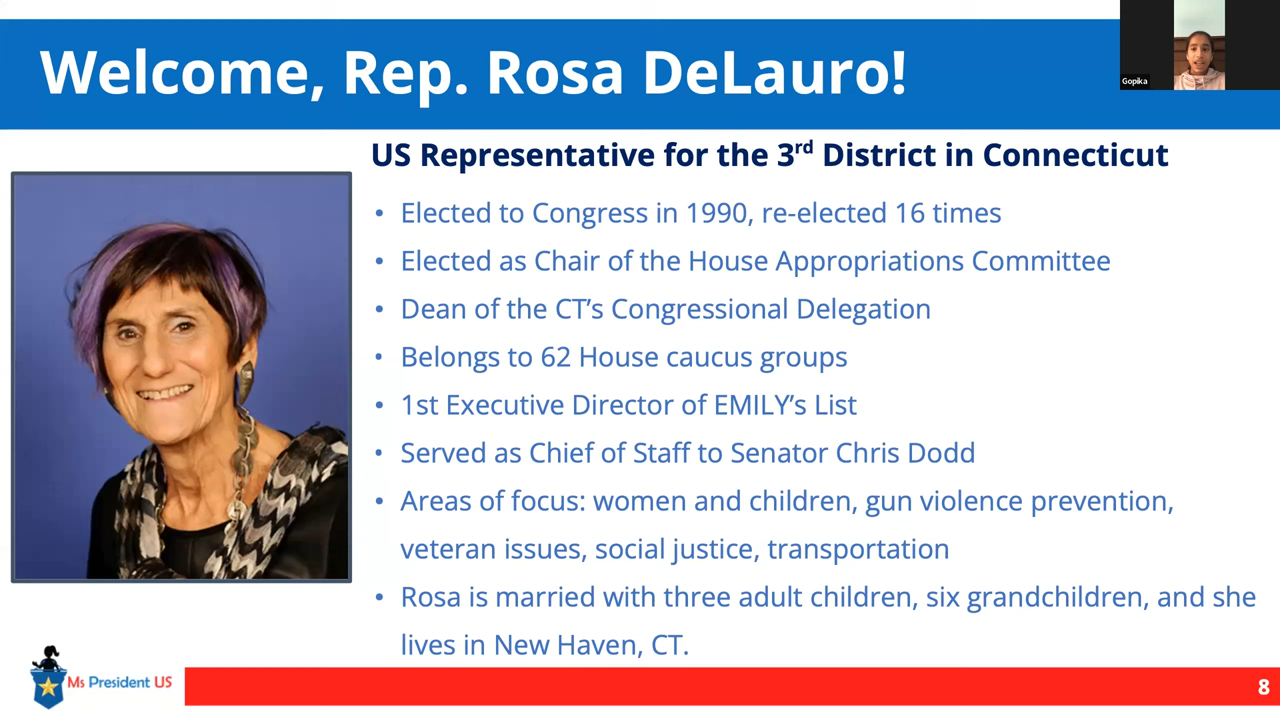 Welcome, Rep. Rosa DeLauro!
Gopika
US Representative for the 3rd District in Connecticut
• Elected to Congress in 1990, re-elected 16 times
• Elected as Chair of the House Appropriations Committee
• Dean of the CT’s Congressional Delegation
• Belongs to 62 House caucus groups
• 1st Executive Director of EMILY’s List
• Served as Chief of Staff to Senator Chris Dodd
• Areas of focus: women and children, gun violence prevention,
veteran issues, social justice, transportation
• Rosa is married with three adult children, six grandchildren, and she
lives in New Haven, CT.
Ms President US
8